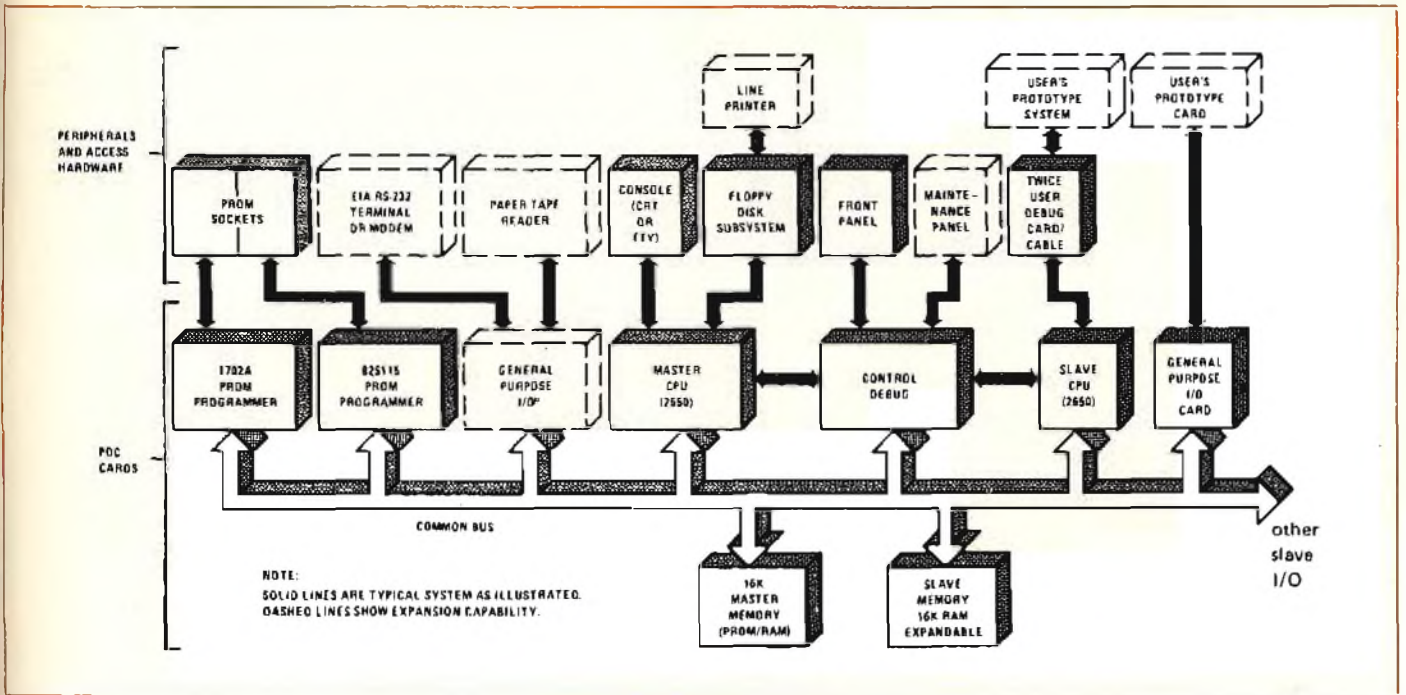 LINE
PRINTER
USER'S
PROTOTYPE
SYSTEM
USER'S
PROTOTYPE
CARD
PERIPHERALS
AND ACCESS
HARDWARE
PROM
SOCKETS
EIA RS-232
TERMINAL
OR MODEM
PAPER TAPE
READER
CONSOLE
(CRT
OR
TTY)
FLOPPY
DISK
SUBSYSTEM
FRONT
PANEL
MAINTE-
NANCE
PANEL
TWICE
USER
DEBUG
CARD/
CABLE
1702A
PROM
PROGRAMMER
82S115
PROM
PROGRAMMER
GENERAL
PURPOSE
MASTER
CPU
(2650)
CONTROL
DEBUG
SLAVE
CPU
(2650)
GENERAL
PURPOSE
I/O
CARD
PDC
CARDS
COMMON BUS
other
slave
I/O
NOTE:
SOLID LINES ARE TYPICAL SYSTEM AS ILLUSTRATED.
DASHED LINES SHOW EXPANSION CAPABILITY.
16K
MASTER
MEMORY
(PROM/RAM)
SLAVE
MEMORY
16K RAM
EXPANDABLE